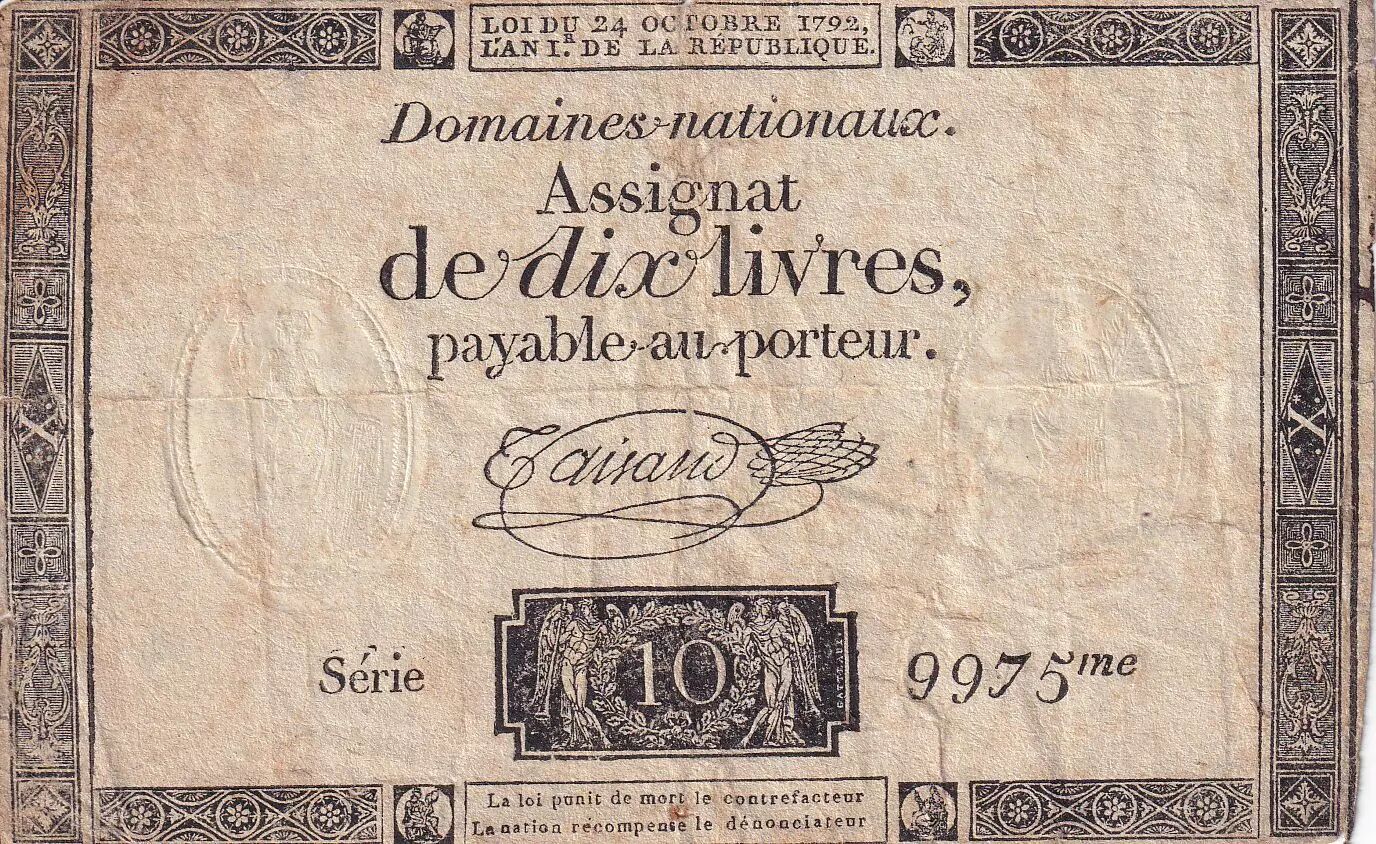 LOI DU 24 OCTOBRE 1792,
L'AN I.R DE LA RÉPUBLIQUE.
Domaines nationaux.
Assignat
de dix livres,
payable au porteur.
Taisaud
X
X
10
Série
9975me
La loi punit de mort le contrefacteur
La nation récompense le dénonciateur